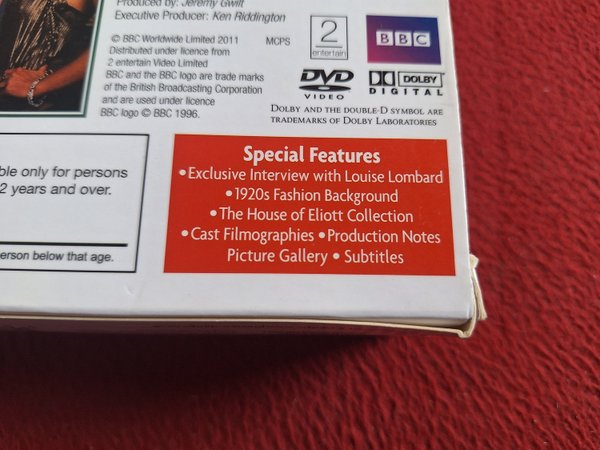 Produced by: Jeremy Gwilt
Executive Producer: Ken Riddington
© BBC Worldwide Limited 2011
Distributed under licence from
2 entertain Video Limited
BBC and the BBC logo are trade marks
of the British Broadcasting Corporation
and are used under licence
BBC logo © BBC 1996.
MCPS
2
entertain
BBC
DVD
VIDEO
DOLBY
DIGITAL
DOLBY AND THE DOUBLE-D SYMBOL ARE
TRADEMARKS OF DOLBY LABORATORIES
ble only for persons
2 years and over.
erson below that age.
Special Features
• Exclusive Interview with Louise Lombard
• 1920s Fashion Background
• The House of Eliott Collection
• Cast Filmographies • Production Notes
Picture Gallery • Subtitles